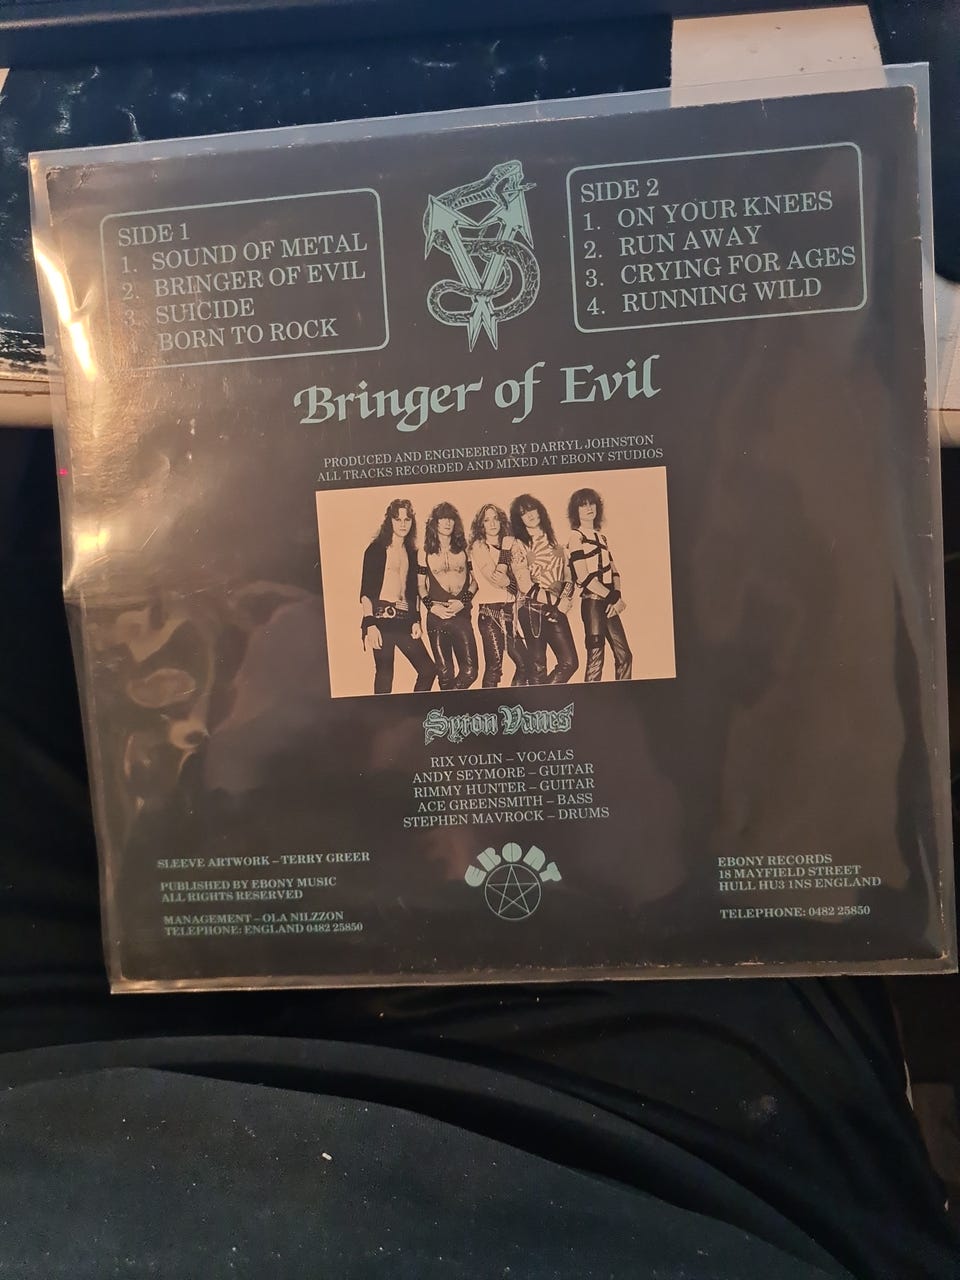 SIDE 1
1. SOUND OF METAL
2. BRINGER OF EVIL
3. SUICIDE
BORN TO ROCK
SIDE 2
1. ON YOUR KNEES
2. RUN AWAY
3. CRYING FOR AGES
4. RUNNING WILD
Bringer of Evil
PRODUCED AND ENGINEERED BY DARRYL JOHNSTON
ALL TRACKS RECORDED AND MIXED AT EBONY STUDIOS
Syron Vanes
RIX VOLIN – VOCALS
ANDY SEYMORE – GUITAR
RIMMY HUNTER – GUITAR
ACE GREENSMITH – BASS
STEPHEN MAVROCK – DRUMS
SLEEVE ARTWORK – TERRY GREER
PUBLISHED BY EBONY MUSIC
ALL RIGHTS RESERVED
MANAGEMENT – OLA NILZZON
TELEPHONE: ENGLAND 0482 25850
EBONY
EBONY RECORDS
18 MAYFIELD STREET
HULL HU3 1NS ENGLAND
TELEPHONE: 0482 25850